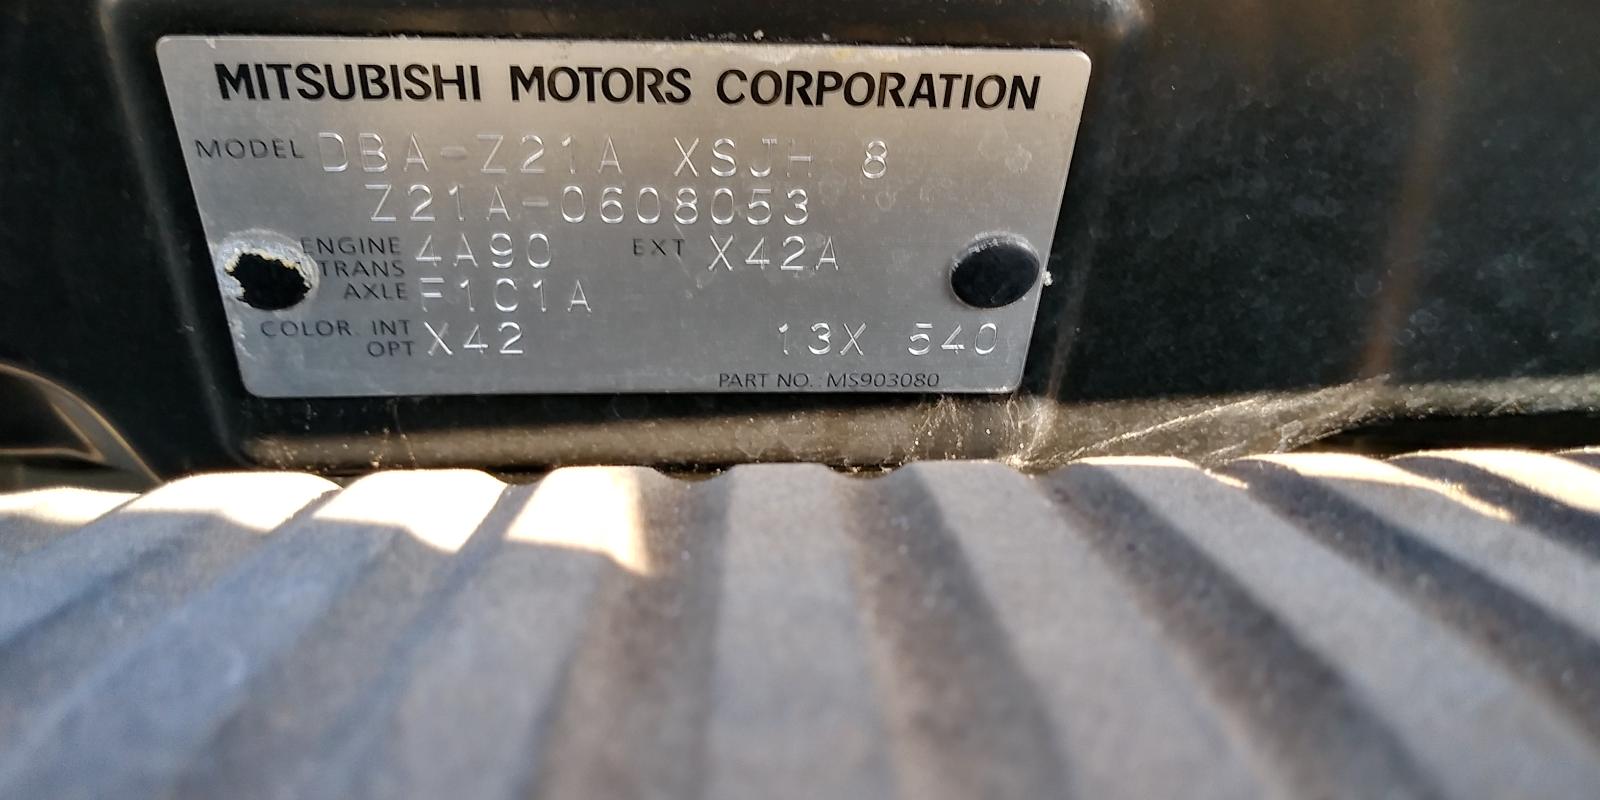 MITSUBISHI MOTORS CORPORATION
MODEL DBA-Z21A XSJH 8
Z21A-0608053
ENGINE 4A90 EXT X42A
TRANS
AXLE F1C1A
COLOR. INT X42 13X 540
OPT
PART NO. : MS903080